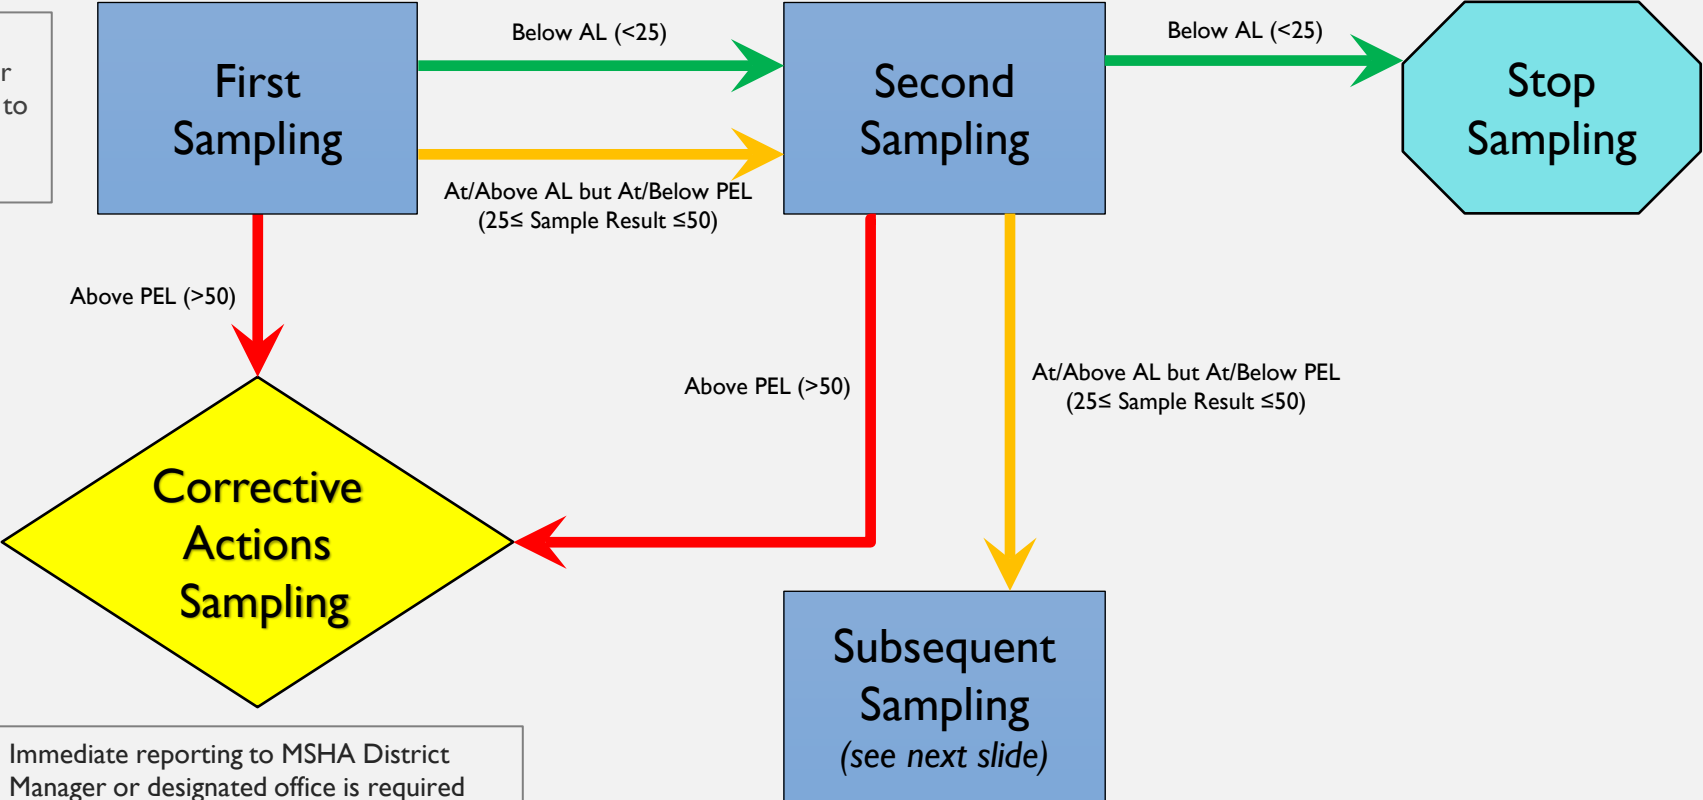 r
to
First
Sampling
Below AL (<25)
At/Above AL but At/Below PEL
(25≤ Sample Result ≤50)
Second
Sampling
Below AL (<25)
Stop
Sampling
Above PEL (>50)
Above PEL (>50)
At/Above AL but At/Below PEL
(25≤ Sample Result ≤50)
Corrective
Actions
Sampling
Subsequent
Sampling
(see next slide)
Immediate reporting to MSHA District
Manager or designated office is required